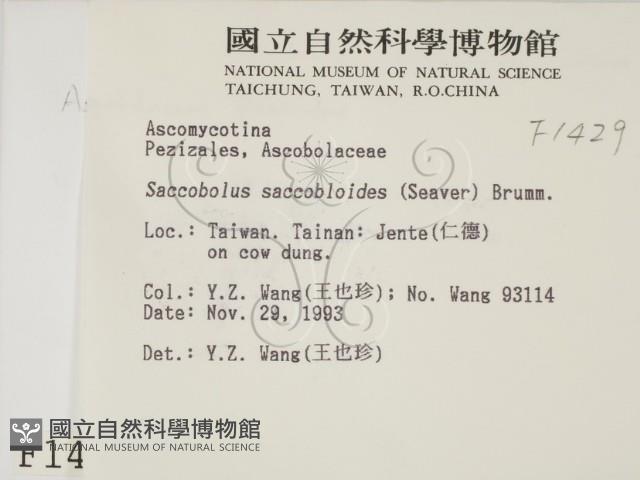 國立自然科學博物館
NATIONAL MUSEUM OF NATURAL SCIENCE
TAICHUNG, TAIWAN, R.O.CHINA
F1429
Ascomycotina
Pezizales, Ascobolaceae
Saccobolus saccobloides (Seaver) Brumm.
Loc.: Taiwan. Tainan: Jente(仁德)
on cow dung.
Col.: Y.Z. Wang(王也珍); No. Wang 93114
Date: Nov. 29, 1993
Det.: Y.Z. Wang(王也珍)
國立自然科學博物館
NATIONAL MUSEUM OF NATURAL SCIENCE
F14